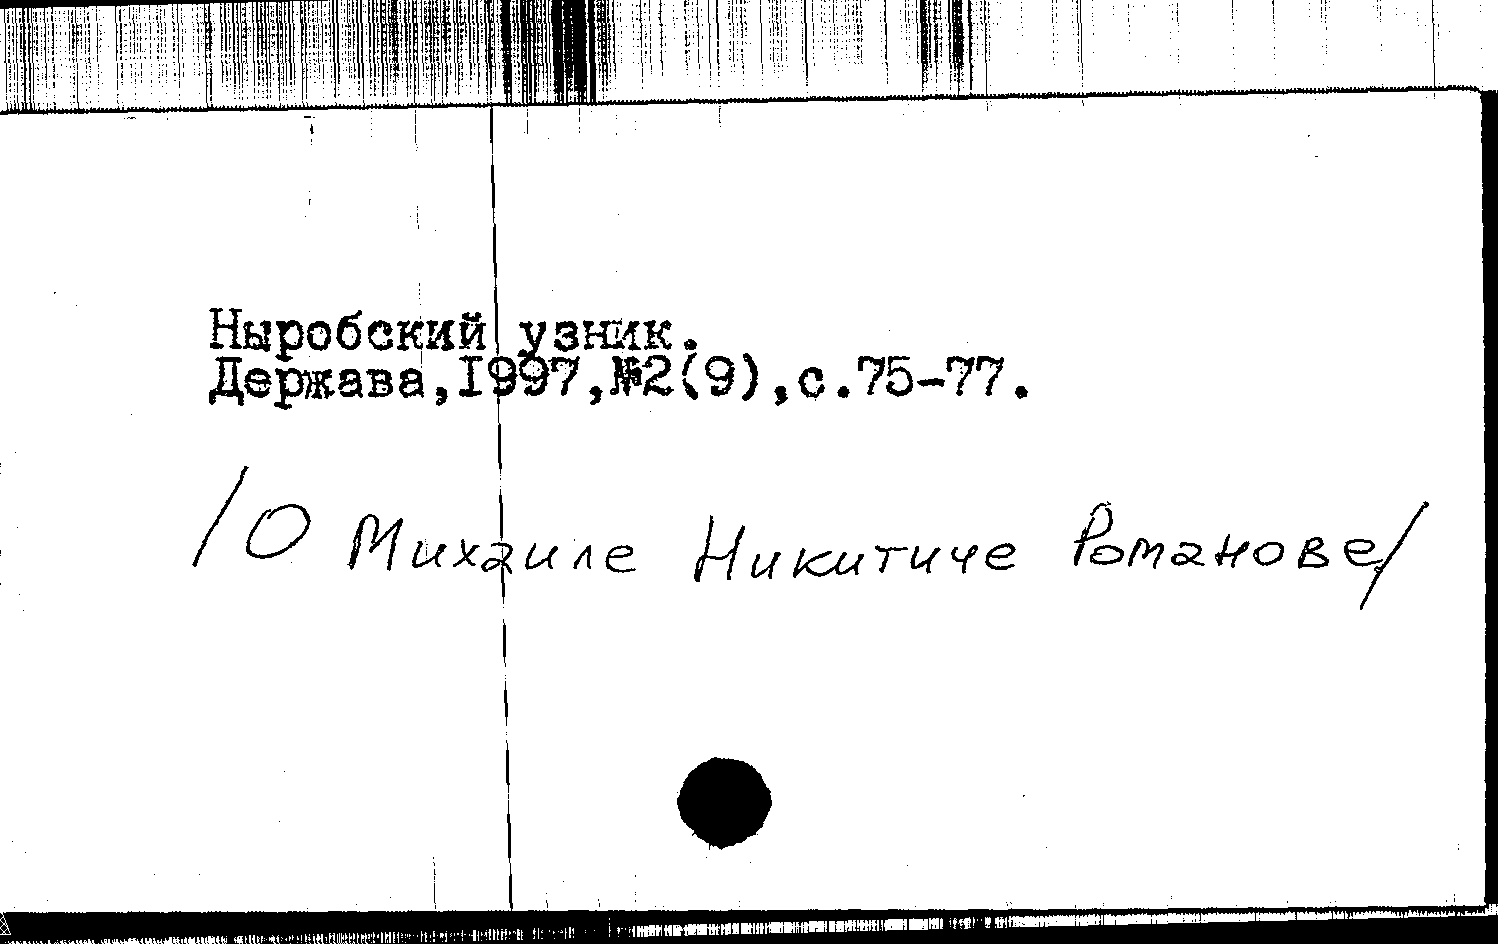 Ныробский узник.
Держава,I997,№2(9),с.75-77.
/О Михаиле Никитиче Романове/